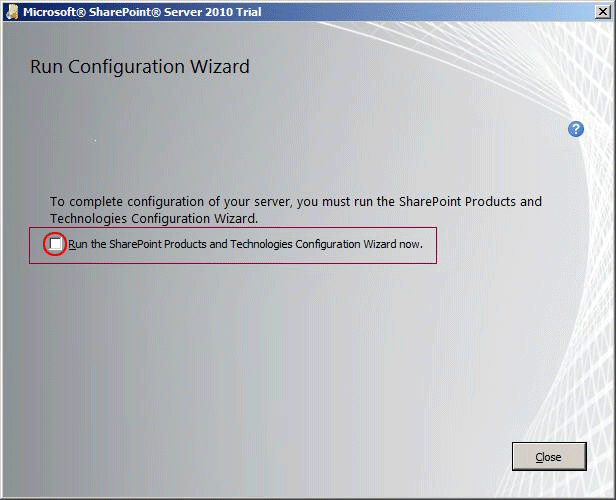 Microsoft® SharePoint® Server 2010 Trial
Run Configuration Wizard
?
To complete configuration of your server, you must run the SharePoint Products and
Technologies Configuration Wizard.
Run the SharePoint Products and Technologies Configuration Wizard now.
Close